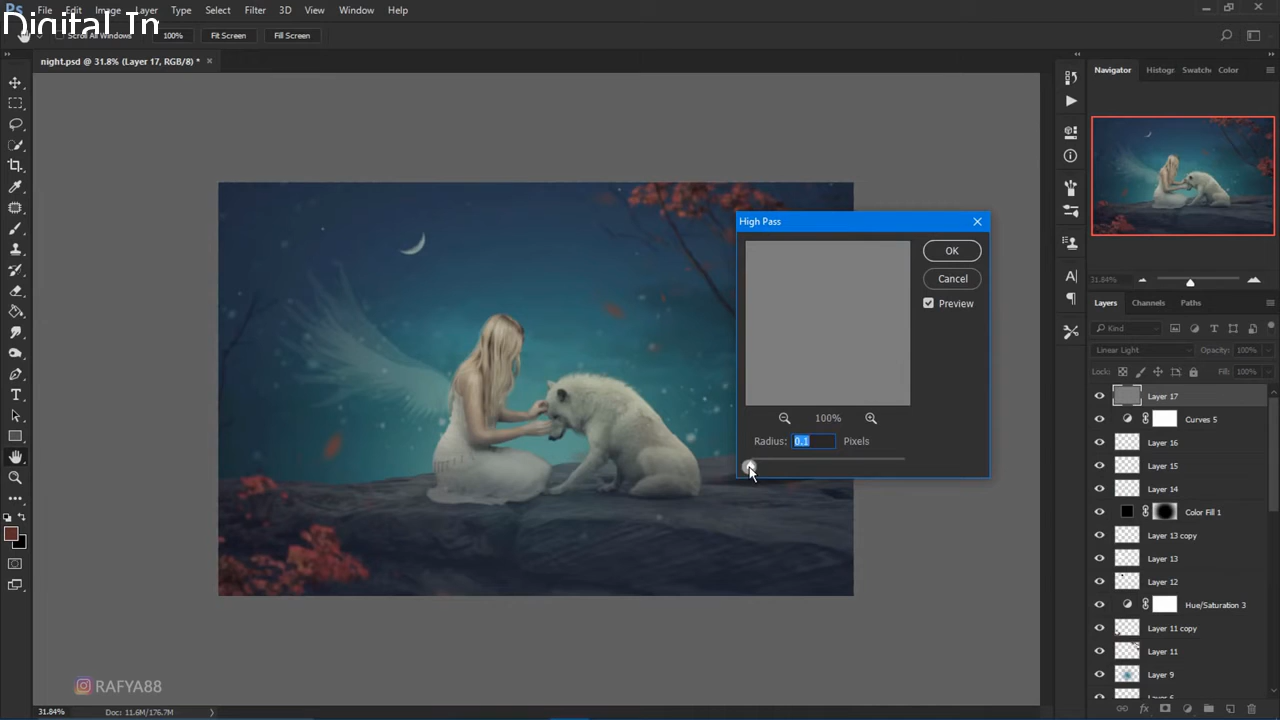 Ps File Edit Image Layer Type Select Filter 3D View Window Help
Digital Im
Scroll All Windows 100% Fit Screen Fill Screen
night.psd @ 31.8% (Layer 17, RGB/8) *
Navigator Histogr Swatch Color
High Pass
OK
Cancel
Preview
100%
Radius: 0.1 Pixels
31.84%
Layers Channels Paths
Kind
Linear Light Opacity: 100%
Lock: Fill: 100%
Layer 17
Curves 5
Layer 16
Layer 15
Layer 14
Color Fill 1
Layer 13 copy
Layer 13
Layer 12
Hue/Saturation 3
Layer 11 copy
Layer 11
Layer 9
RAFYA88
31.84% Doc: 11.6M/176.7M